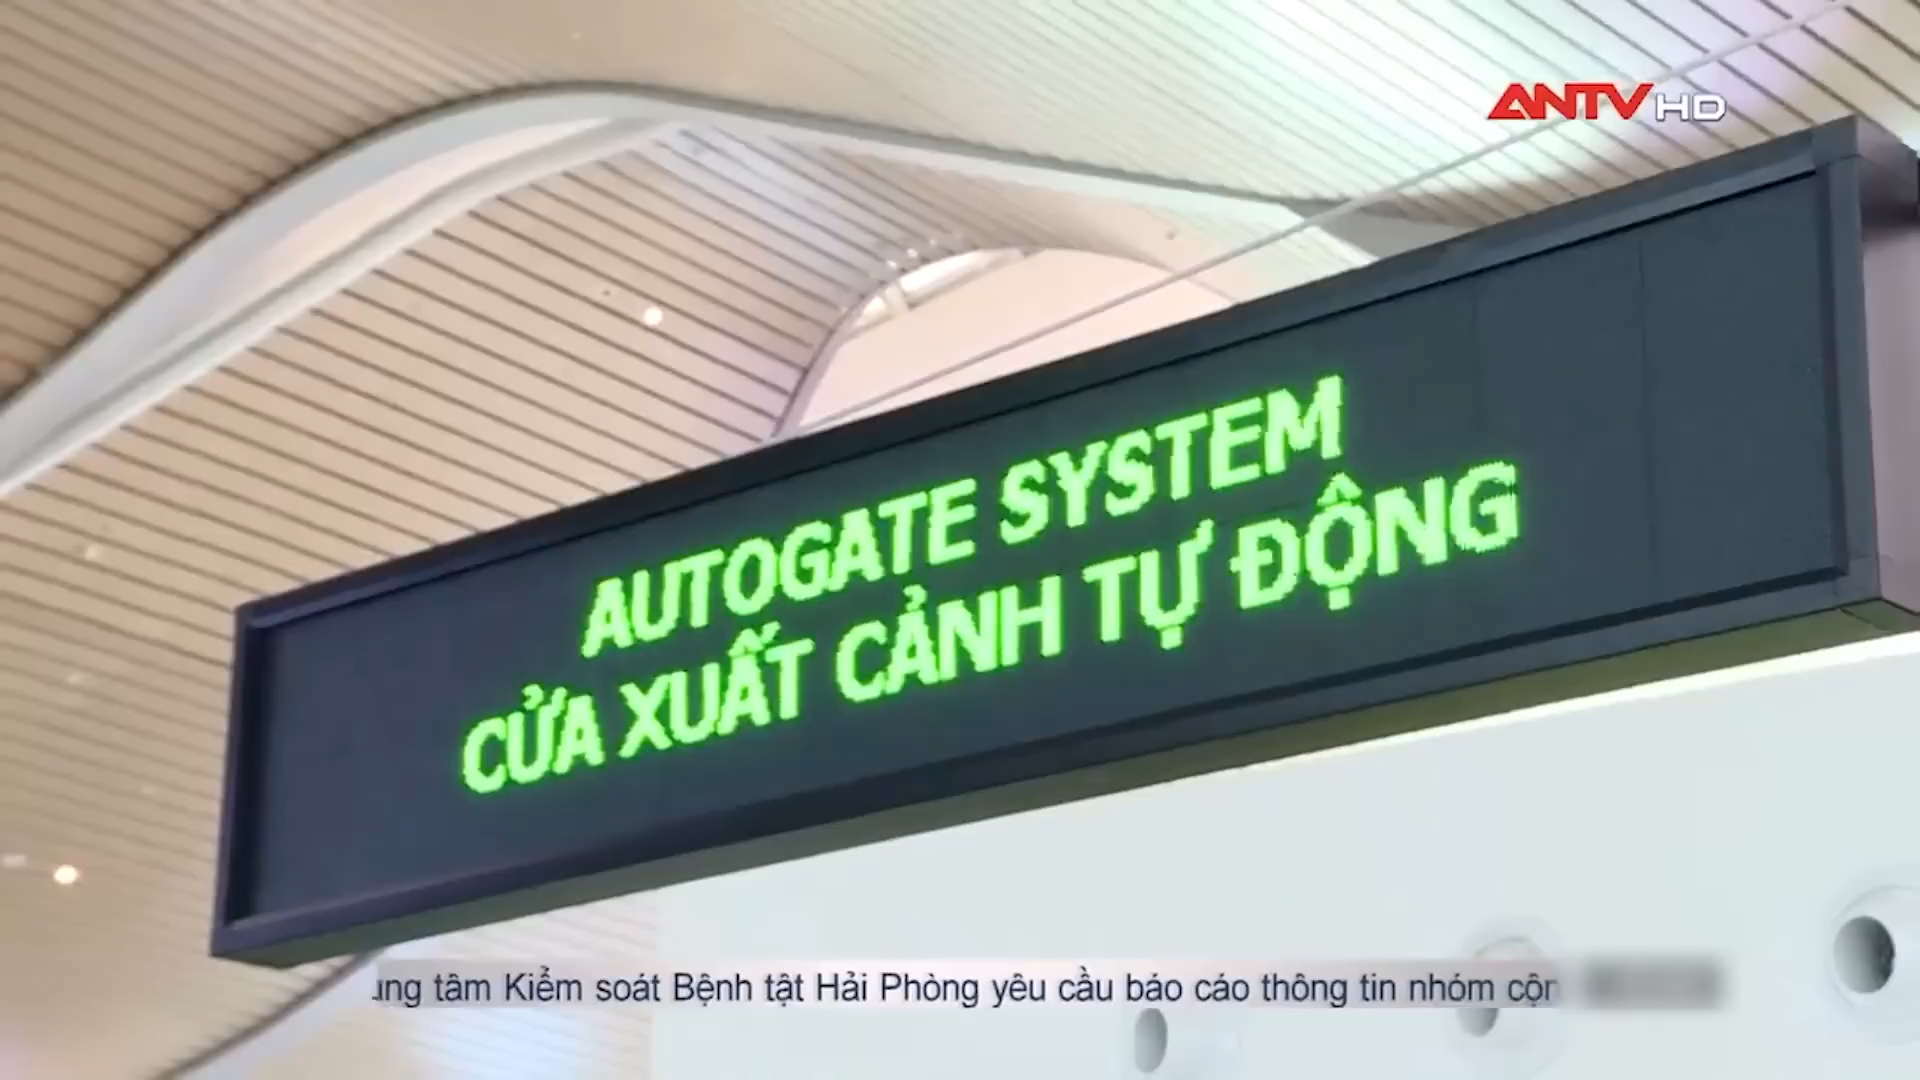 ANTV HD
AUTOGATE SYSTEM
CỬA XUẤT CẢNH TỰ ĐỘNG
tâm Kiểm soát Bệnh tật Hải Phòng yêu cầu báo cáo thông tin nhóm